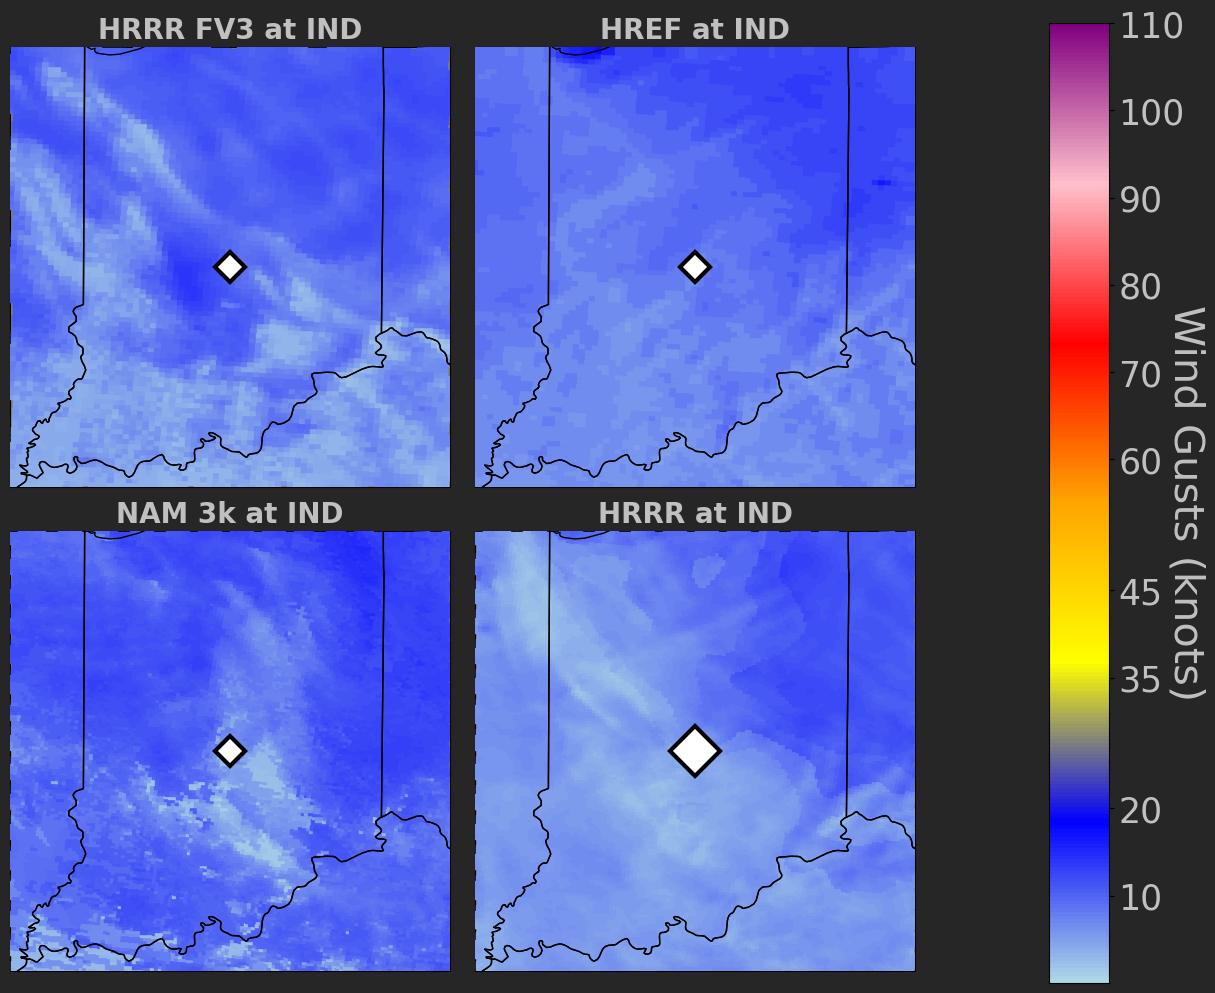 HRRR FV3 at IND
HREF at IND
NAM 3k at IND
HRRR at IND
110
100
90
80
70
60
45
35
20
10
Wind Gusts (knots)